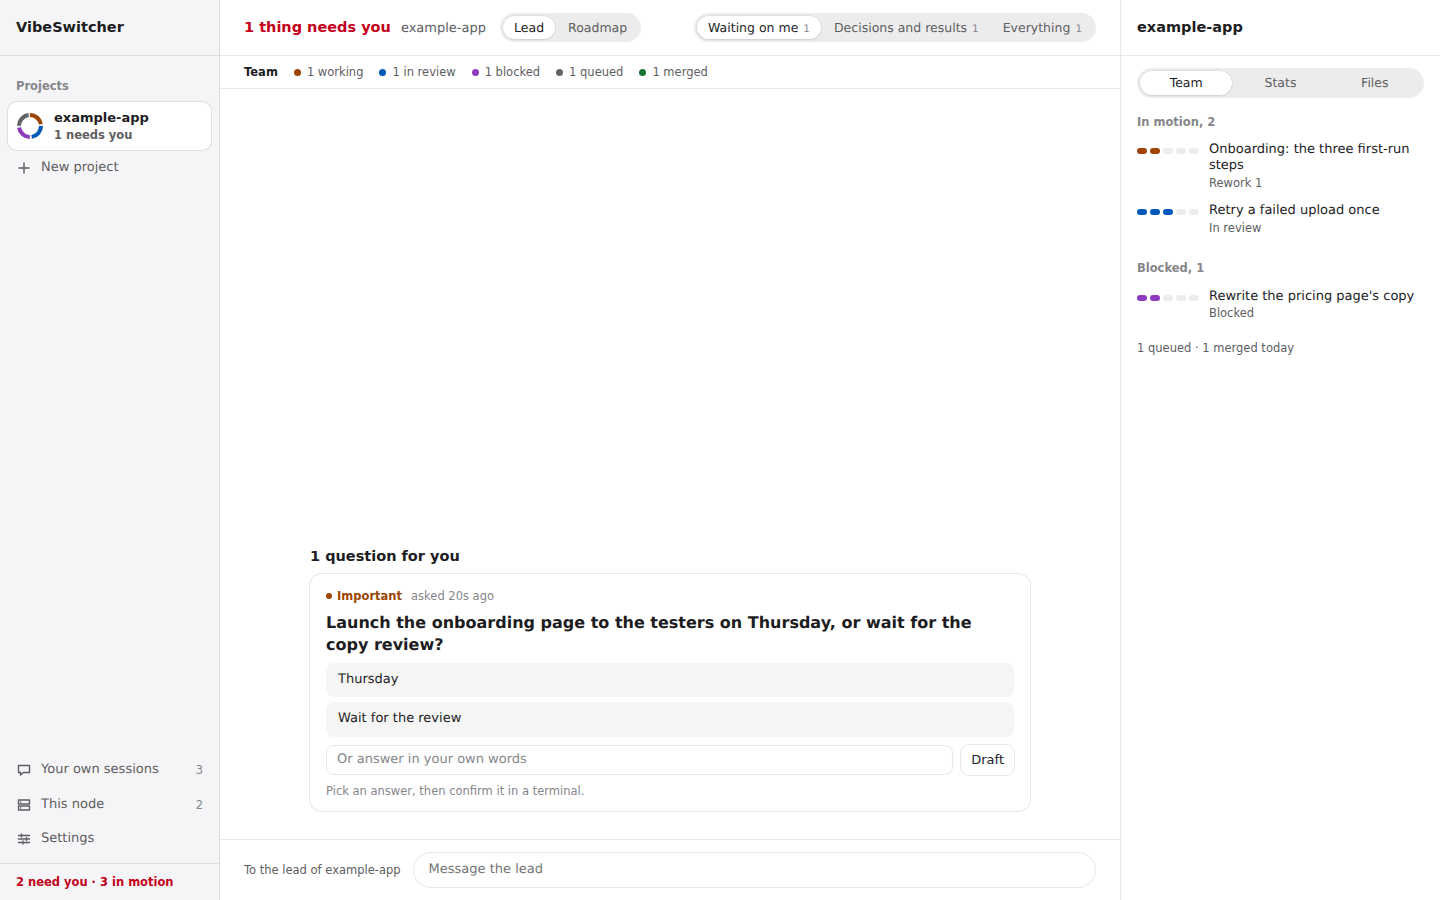 VibeSwitcher
Projects
example-app
1 needs you
New project
Your own sessions 3
This node 2
Settings
2 need you · 3 in motion
1 thing needs you example-app Lead Roadmap
Waiting on me 1 Decisions and results 1 Everything 1
Team 1 working 1 in review 1 blocked 1 queued 1 merged
1 question for you
Important asked 20s ago
Launch the onboarding page to the testers on Thursday, or wait for the
copy review?
Thursday
Wait for the review
Or answer in your own words Draft
Pick an answer, then confirm it in a terminal.
To the lead of example-app Message the lead
example-app
Team Stats Files
In motion, 2
Onboarding: the three first-run
steps
Rework 1
Retry a failed upload once
In review
Blocked, 1
Rewrite the pricing page's copy
Blocked
1 queued · 1 merged today